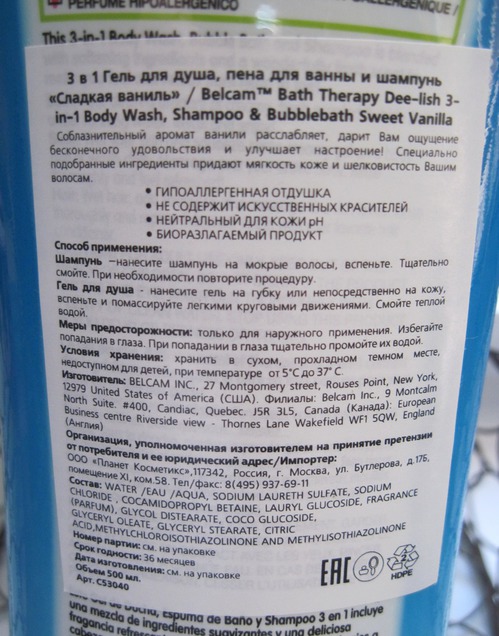 PERFUME HIPOALERGÉNICO
This 3-in-1 Body Wash,
3 в 1 Гель для душа, пена для ванны и шампунь
«Сладкая ваниль» / Belcam™ Bath Therapy Dee-lish 3-
in-1 Body Wash, Shampoo & Bubblebath Sweet Vanilla
Соблазнительный аромат ванили расслабляет, дарит Вам ощущение
бесконечного удовольствия и улучшает настроение! Специально
подобранные ингредиенты придают мягкость коже и шелковистость Вашим
волосам.
• ГИПОАЛЛЕРГЕННАЯ ОТДУШКА
• НЕ СОДЕРЖИТ ИСКУССТВЕННЫХ КРАСИТЕЛЕЙ
• НЕЙТРАЛЬНЫЙ ДЛЯ КОЖИ pH
• БИОРАЗЛАГАЕМЫЙ ПРОДУКТ
Способ применения:
Шампунь –нанесите шампунь на мокрые волосы, вспеньте. Тщательно
смойте. При необходимости повторите процедуру.
Гель для душа - нанесите гель на губку или непосредственно на кожу,
вспеньте и помассируйте легкими круговыми движениями. Смойте теплой
водой.
Меры предосторожности: только для наружного применения. Избегайте
попадания в глаза. При попадании в глаза тщательно промойте их водой.
Условия хранения: хранить в сухом, прохладном темном месте,
недоступном для детей, при температуре от 5°C до 37° C.
Изготовитель: BELCAM INC., 27 Montgomery street, Rouses Point, New York,
12979 United States of America (США). Филиалы: Belcam Inc., 9 Montcalm
North Suite. #400, Candiac, Quebec. J5R 3L5, Canada (Канада): European
Business centre Riverside view - Thornes Lane Wakefield WF1 5QW, England
(Англия)
Организация, уполномоченная изготовителем на принятие претензии
от потребителя и ее юридический адрес/Импортер:
ООО «Планет Косметикс»,117342, Россия, г. Москва, ул. Бутлерова, д.17Б,
помещение XI, ком.58. Тел/факс: 8(495) 937-69-11
Состав: WATER /EAU /AQUA, SODIUM LAURETH SULFATE, SODIUM
CHLORIDE , COCAMIDOPROPYL BETAINE, LAURYL GLUCOSIDE, FRAGRANCE
(PARFUM), GLYCOL DISTEARATE, COCO GLUCOSIDE,
GLYCERYL OLEATE, GLYCERYL STEARATE, CITRIC
ACID,METHYLCHLOROISOTHIAZOLINONE AND METHYLISOTHIAZOLINONE
Номер партии: см. на упаковке
Срок годности: 36 месяцев
Дата изготовления: см. на упаковке
Объем 500 мл.
Арт. C53040
EAC
HDPE
Espuma de Baño y Shampoo 3 en 1 incluye
una mezcla de ingredientes suavizantes y una deliciosa